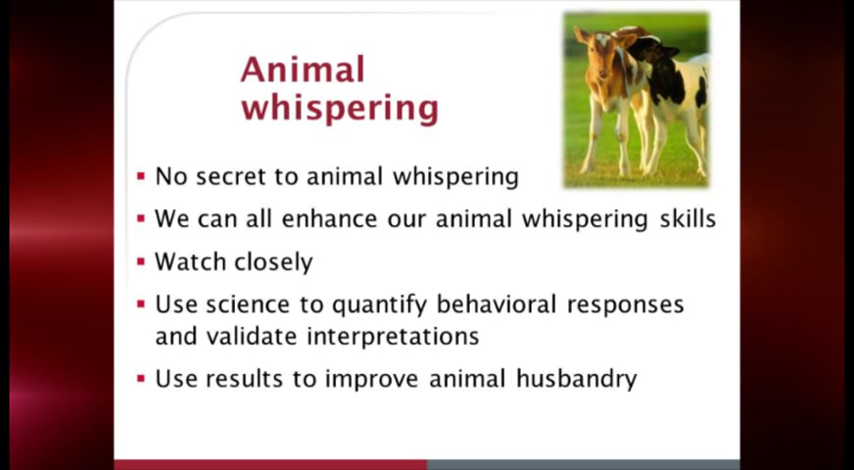 Animal
whispering
▪ No secret to animal whispering
▪ We can all enhance our animal whispering skills
▪ Watch closely
▪ Use science to quantify behavioral responses
and validate interpretations
▪ Use results to improve animal husbandry